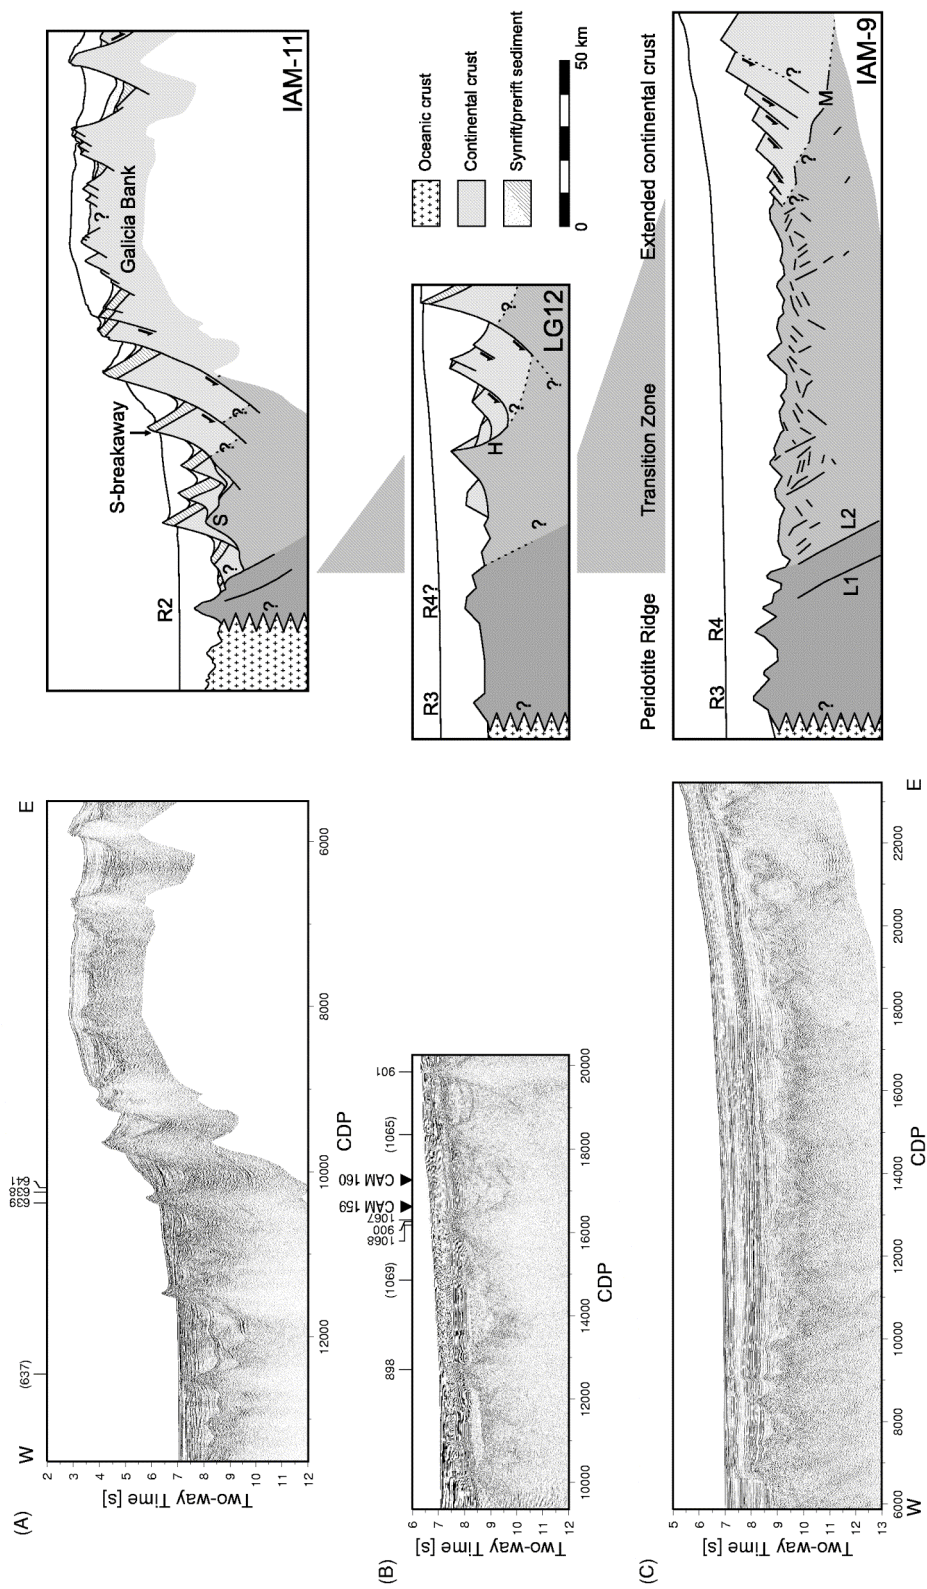 (A)
W
E
(637)
639
638
641
2
3
4
5
6
7
8
9
10
11
12
Two-way Time [s]
12000
10000
8000
6000
CDP
R2
S-breakaway
S
?
?
?
?
Galicia Bank
?
IAM-11
Oceanic crust
Continental crust
Synrift/prerift sediment
0
50 km
(B)
898
(1069)
1068
900
1067
CAM 159
CAM 160
(1065)
901
6
7
8
9
10
11
12
Two-way Time [s]
10000
12000
14000
16000
18000
20000
CDP
R3
R4?
?
?
H
?
?
?
LG12
Peridotite Ridge
Transition Zone
Extended continental crust
(C)
5
6
7
8
9
10
11
12
13
Two-way Time [s]
6000
8000
10000
12000
14000
16000
18000
20000
22000
W
CDP
E
R3
R4
?
L1
L2
?
?
M
?
IAM-9